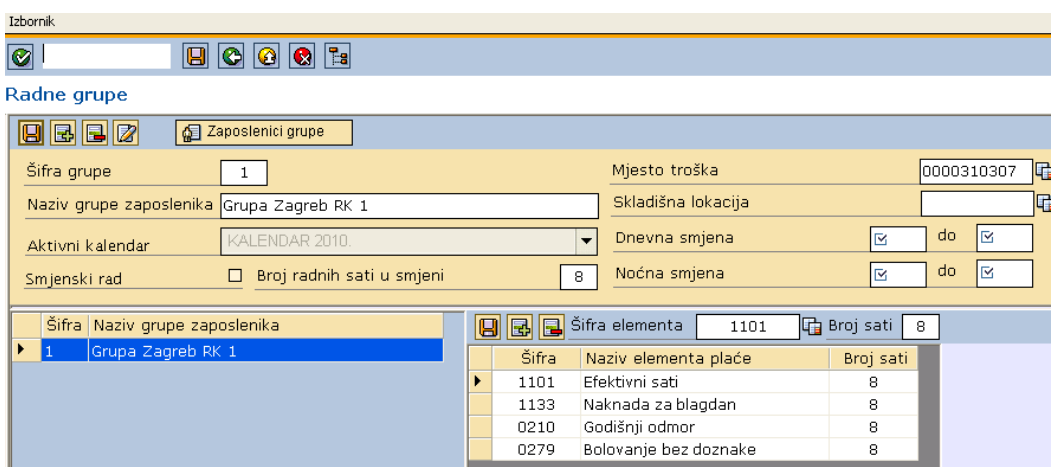 Izbornik
Radne grupe
Zaposlenici grupe
Šifra grupe 1
Mjesto troška 0000310307
Naziv grupe zaposlenika Grupa Zagreb RK 1
Skladišna lokacija
Aktivni kalendar KALENDAR 2010.
Dnevna smjena do
Smjenski rad Broj radnih sati u smjeni 8
Noćna smjena do
Šifra Naziv grupe zaposlenika
1 Grupa Zagreb RK 1
Šifra elementa 1101 Broj sati 8
Šifra Naziv elementa plaće Broj sati
1101 Efektivni sati 8
1133 Naknada za blagdan 8
0210 Godišnji odmor 8
0279 Bolovanje bez doznake 8